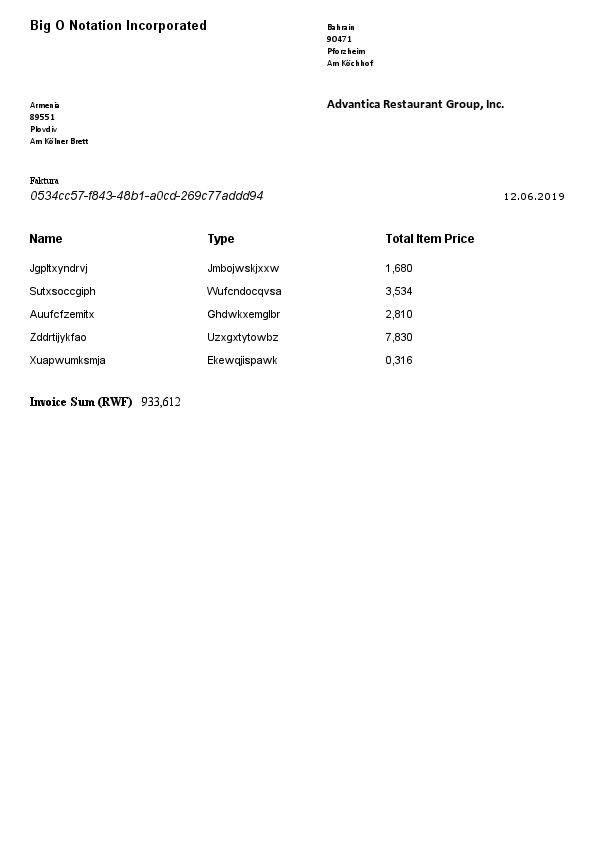 Big O Notation Incorporated
Bahrain
90471
Pforzheim
Am Köchhof
Armenia
89551
Plovdiv
Am Kölner Brett
Advantica Restaurant Group, Inc.
Faktura
0534cc57-f843-48b1-a0cd-269c77addd94 12.06.2019
Name Type Total Item Price
Jgpltxyndrvj Jmbojwskjxxw 1,680
Sutxsoccgiph Wufcndocqvsa 3,534
Auufcfzemitx Ghdwkxemglbr 2,810
Zddrtijykfao Uzxgxtytowbz 7,830
Xuapwumksmja Ekewqjispawk 0,316
Invoice Sum (RWF) 933,612